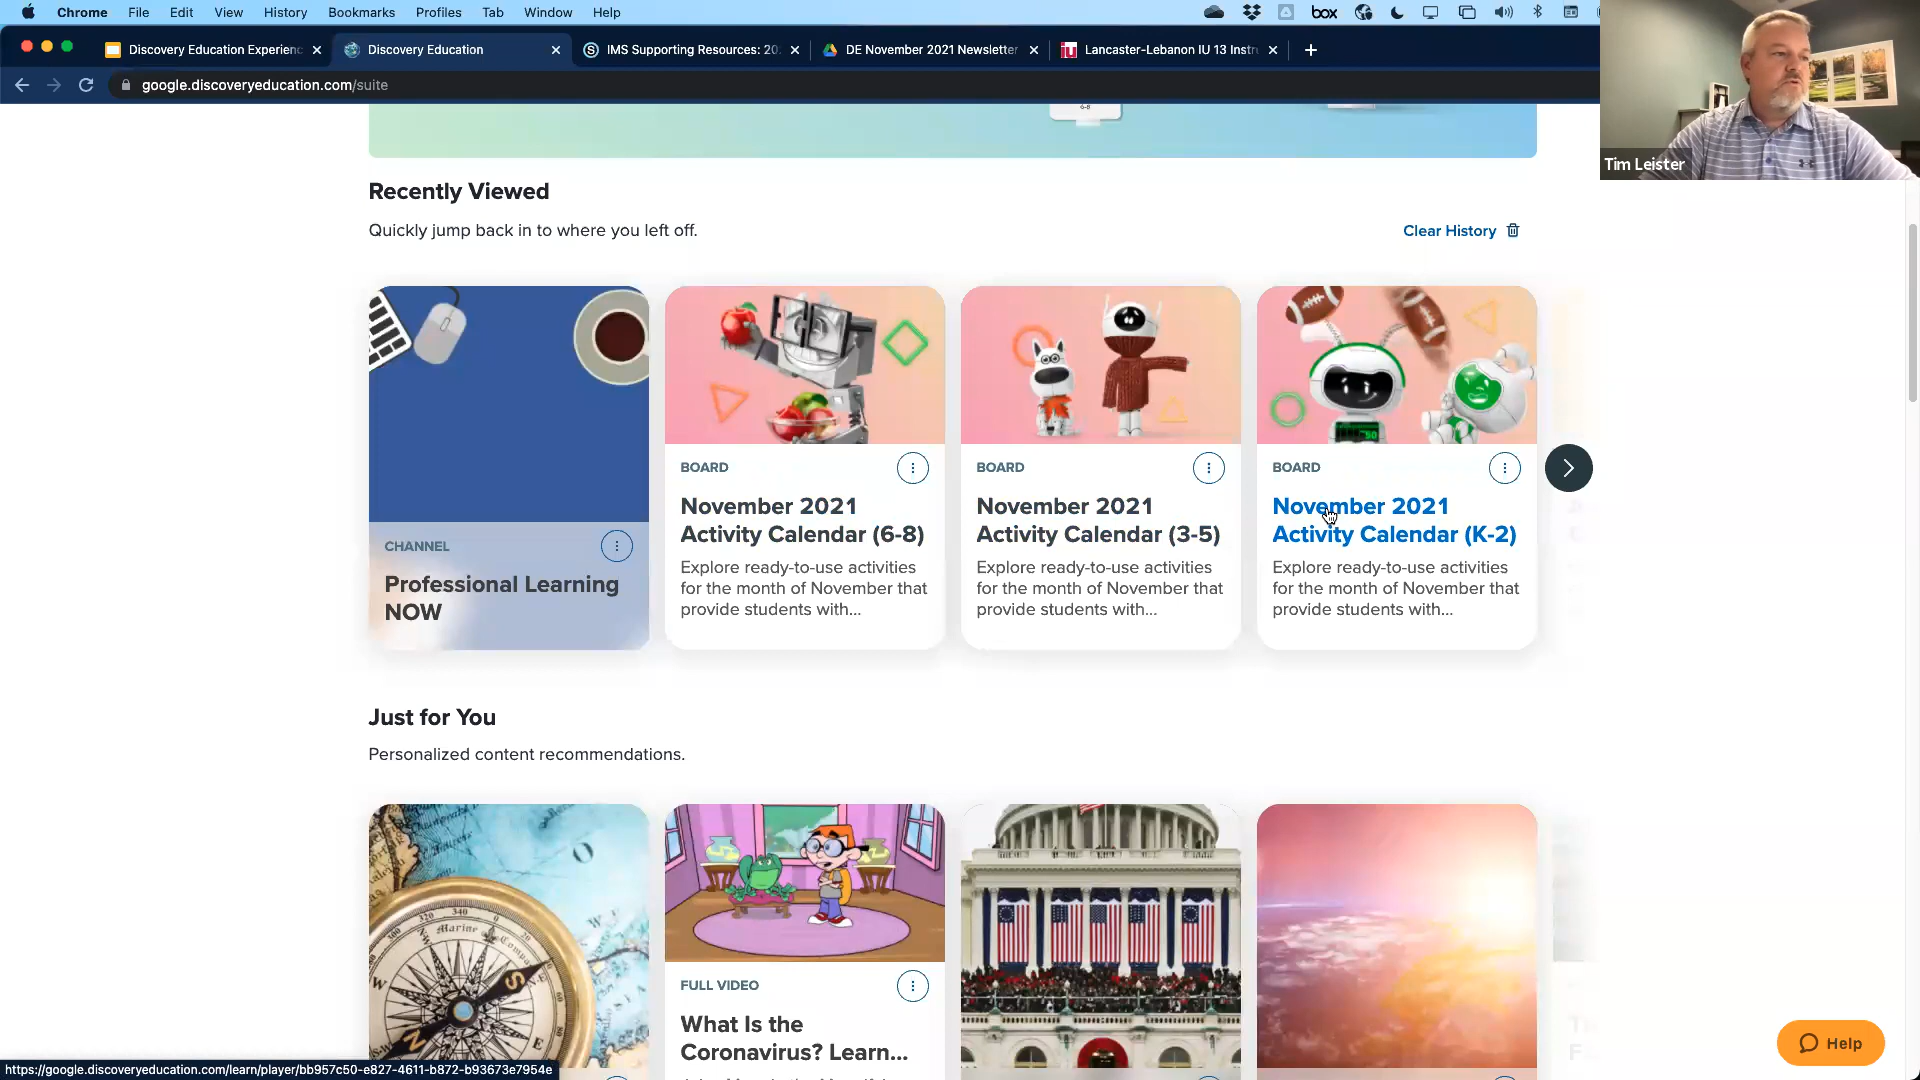 Chrome File Edit View History Bookmarks Profiles Tab Window Help
box
Discovery Education Experienc
Discovery Education
IMS Supporting Resources: 20
DE November 2021 Newsletter
Lancaster-Lebanon IU 13 Instr
google.discoveryeducation.com/suite
Tim Leister
6-8
Recently Viewed
Quickly jump back in to where you left off.
Clear History
CHANNEL
Professional Learning
NOW
BOARD
November 2021
Activity Calendar (6-8)
Explore ready-to-use activities
for the month of November that
provide students with...
BOARD
November 2021
Activity Calendar (3-5)
Explore ready-to-use activities
for the month of November that
provide students with...
BOARD
November 2021
Activity Calendar (K-2)
Explore ready-to-use activities
for the month of November that
provide students with...
Just for You
Personalized content recommendations.
FULL VIDEO
What Is the
Coronavirus? Learn...
Help
https://google.discoveryeducation.com/learn/player/bb957c50-e827-4611-b872-b93673e7954e